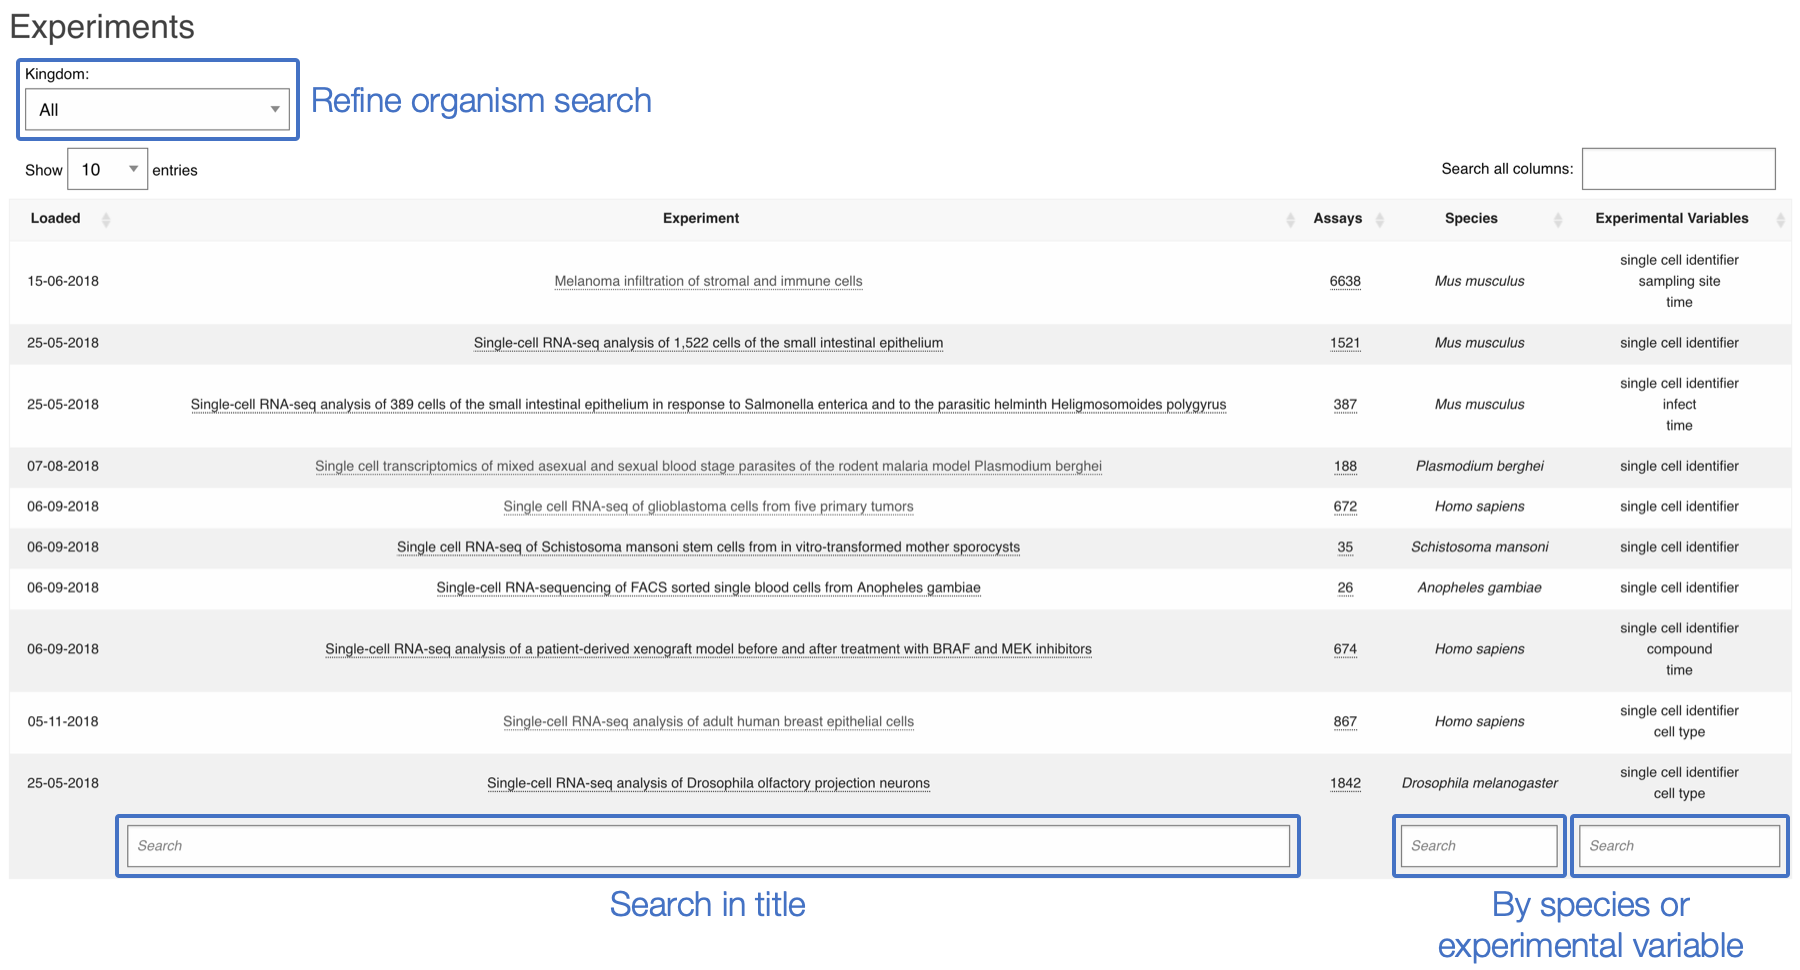 Experiments
Kingdom:
All
Refine organism search
Show 10 entries
Search all columns:
Loaded Experiment Assays Species Experimental Variables
15-06-2018 Melanoma infiltration of stromal and immune cells 6638 Mus musculus single cell identifier
sampling site
time
25-05-2018 Single-cell RNA-seq analysis of 1,522 cells of the small intestinal epithelium 1521 Mus musculus single cell identifier
25-05-2018 Single-cell RNA-seq analysis of 389 cells of the small intestinal epithelium in response to Salmonella enterica and to the parasitic helminth Heligmosomoides polygyrus 387 Mus musculus single cell identifier
infect
time
07-08-2018 Single cell transcriptomics of mixed asexual and sexual blood stage parasites of the rodent malaria model Plasmodium berghei 188 Plasmodium berghei single cell identifier
06-09-2018 Single cell RNA-seq of glioblastoma cells from five primary tumors 672 Homo sapiens single cell identifier
06-09-2018 Single cell RNA-seq of Schistosoma mansoni stem cells from in vitro-transformed mother sporocysts 35 Schistosoma mansoni single cell identifier
06-09-2018 Single-cell RNA-sequencing of FACS sorted single blood cells from Anopheles gambiae 26 Anopheles gambiae single cell identifier
06-09-2018 Single-cell RNA-seq analysis of a patient-derived xenograft model before and after treatment with BRAF and MEK inhibitors 674 Homo sapiens single cell identifier
compound
time
05-11-2018 Single-cell RNA-seq analysis of adult human breast epithelial cells 867 Homo sapiens single cell identifier
cell type
25-05-2018 Single-cell RNA-seq analysis of Drosophila olfactory projection neurons 1842 Drosophila melanogaster single cell identifier
cell type
Search Search Search
Search in title
By species or
experimental variable